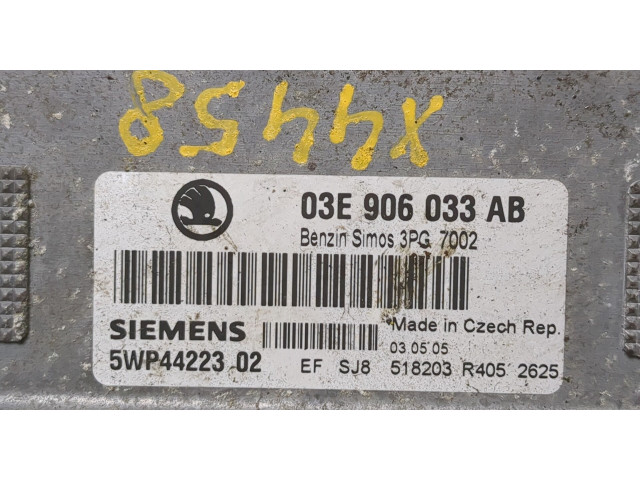 X4458
03E 906 033 AB
Benzin Simos 3PG 7002
SIEMENS
Made in Czech Rep.
03.05.05
5WP44223 02
EF SJ8 518203 R405 2625